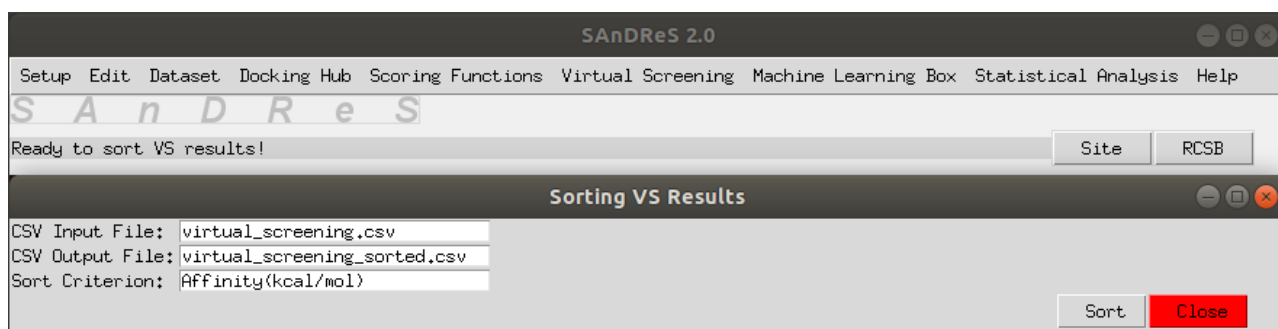 SAnDReS 2.0
Setup Edit Dataset Docking Hub Scoring Functions Virtual Screening Machine Learning Box Statistical Analysis Help
S A n D R e S
Ready to sort VS results! Site RCSB
Sorting VS Results
CSV Input File: virtual_screening.csv
CSV Output File: virtual_screening_sorted.csv
Sort Criterion: Affinity(kcal/mol)
Sort Close